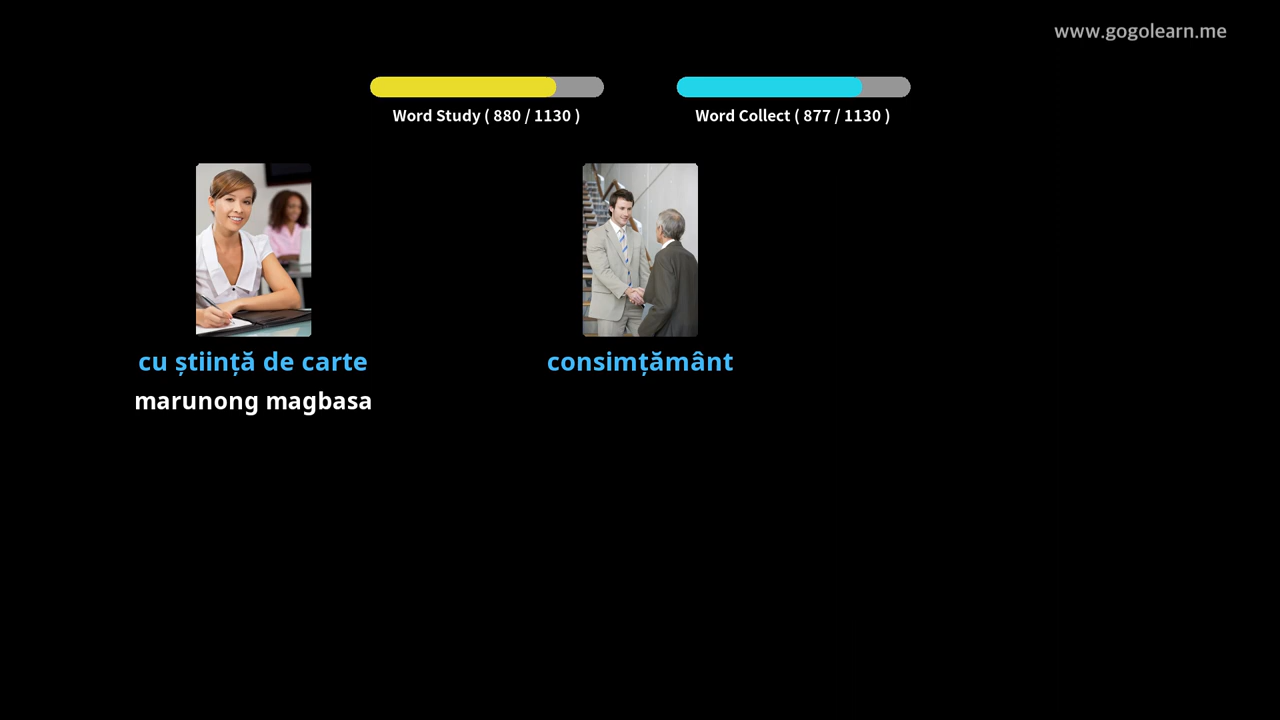 www.gogolearn.me
Word Study ( 880 / 1130 )
Word Collect ( 877 / 1130 )
cu știință de carte
marunong magbasa
consimțământ